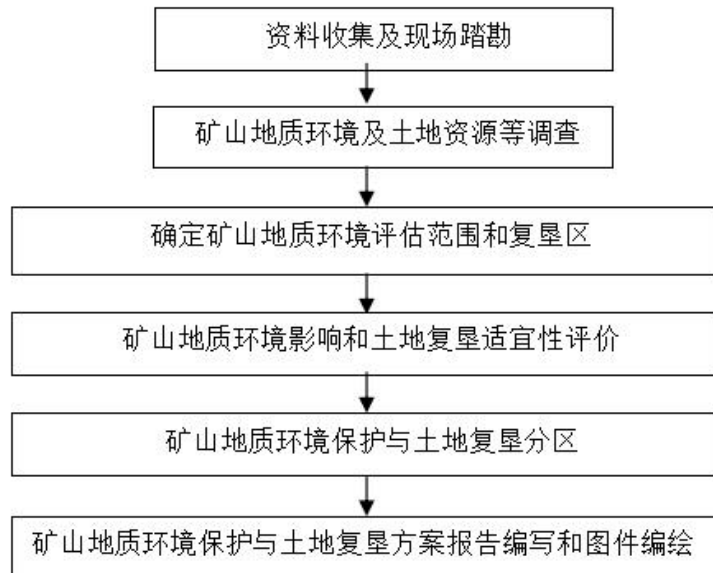 资料收集及现场踏勘
矿山地质环境及土地资源等调查
确定矿山地质环境评估范围和复垦区
矿山地质环境影响和土地复垦适宜性评价
矿山地质环境保护与土地复垦分区
矿山地质环境保护与土地复垦方案报告编写和图件编绘